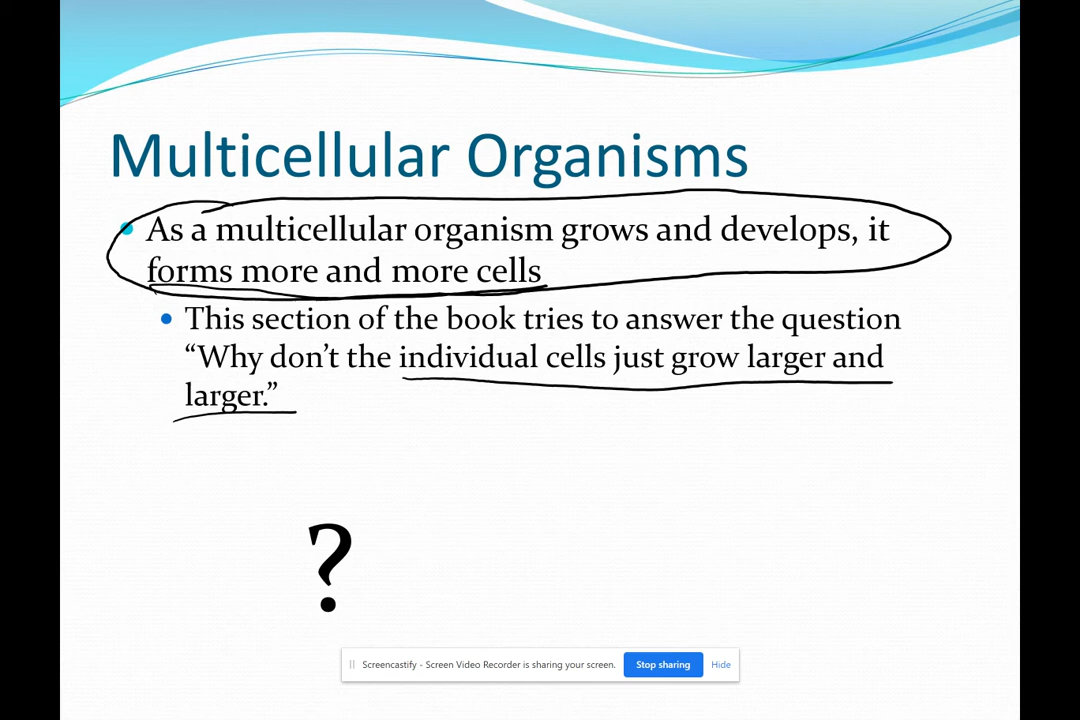 Multicellular Organisms
As a multicellular organism grows and develops, it
forms more and more cells
This section of the book tries to answer the question
“Why don’t the individual cells just grow larger and
larger.”
?
Screencastify - Screen Video Recorder is sharing your screen. Stop sharing Hide